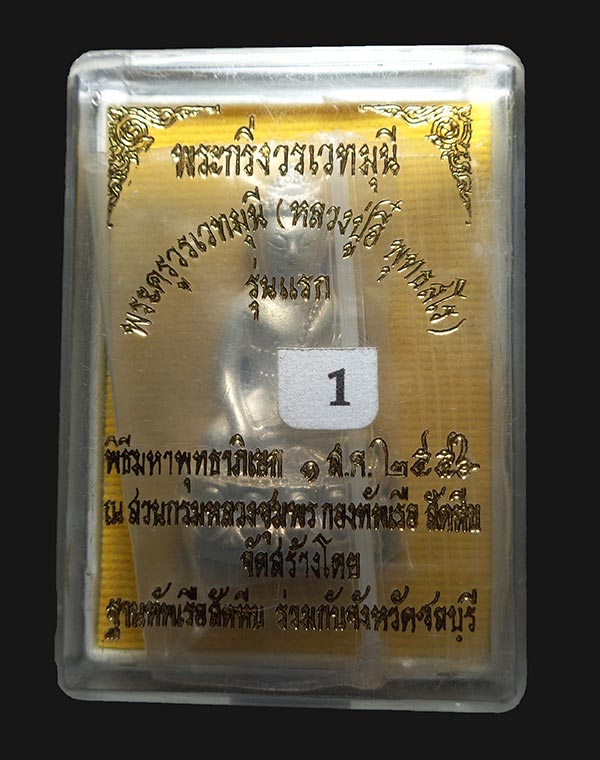 พระกริ่งวรเวทมุนี
พระครูวรเวทมุนี (หลวงปู่อี๋ พุทธสโร)
รุ่นแรก
1
พิธีมหาพุทธาภิเษก ๑ ส.ค. ๒๕๕๖
ณ สวนกรมหลวงชุมพร กองทัพเรือ สัตหีบ
จัดสร้างโดย
ฐานทัพเรือสัตหีบ ร่วมกับจังหวัดชลบุรี